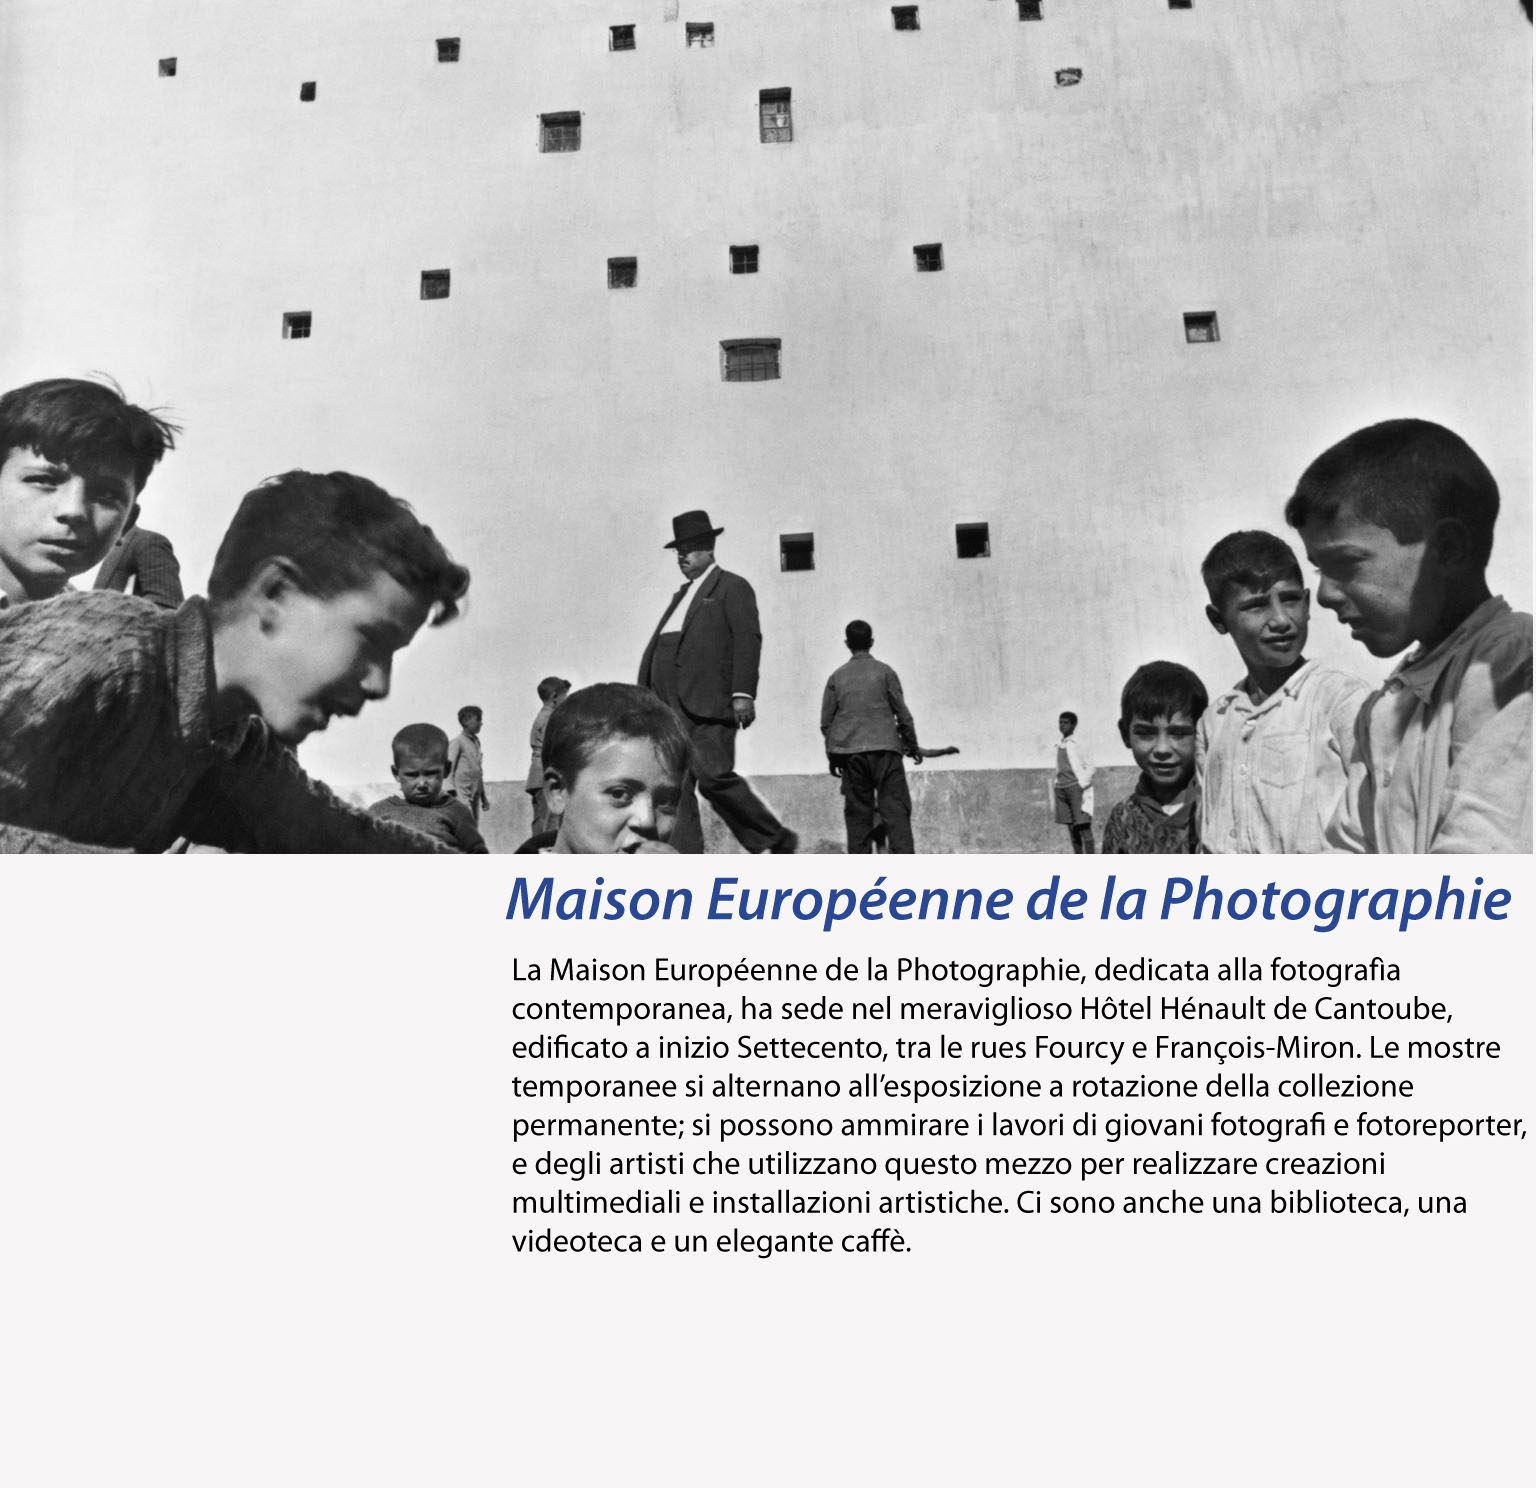 Maison Européenne de la Photographie
La Maison Européenne de la Photographie, dedicata alla fotografia
contemporanea, ha sede nel meraviglioso Hôtel Hénault de Cantoube,
edificato a inizio Settecento, tra le rues Fourcy e François-Miron. Le mostre
temporanee si alternano all’esposizione a rotazione della collezione
permanente; si possono ammirare i lavori di giovani fotografi e fotoreporter,
e degli artisti che utilizzano questo mezzo per realizzare creazioni
multimediali e installazioni artistiche. Ci sono anche una biblioteca, una
videoteca e un elegante caffè.